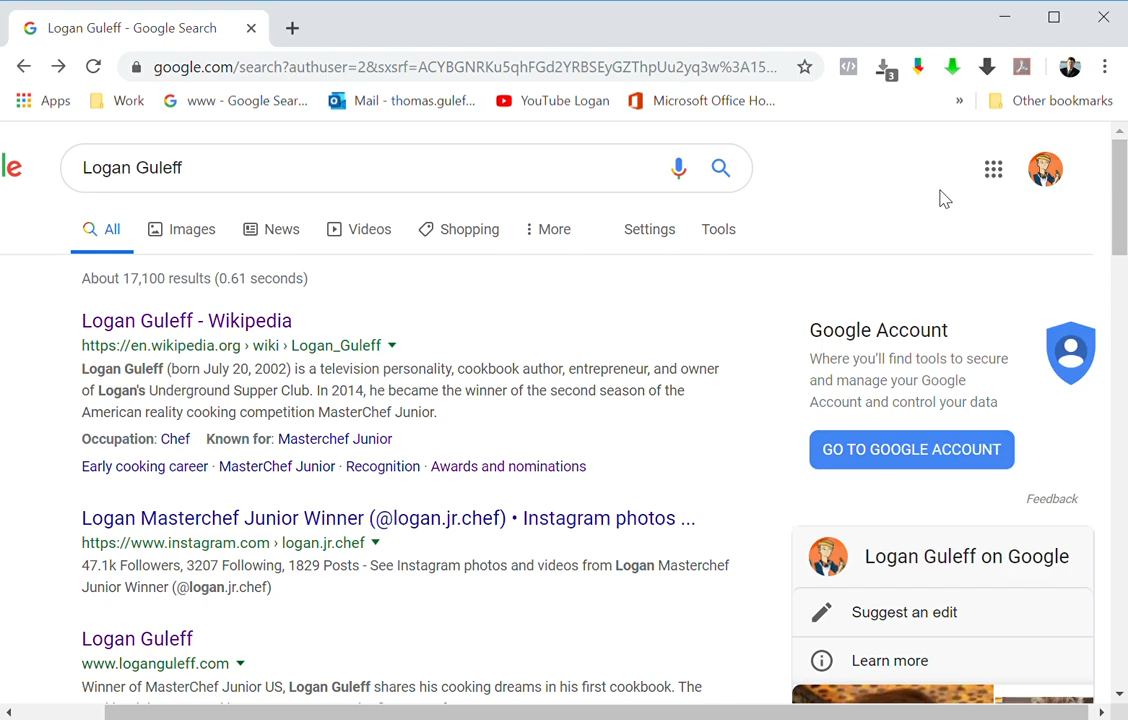 Logan Guleff - Google Search
google.com/search?authuser=2&sxsrf=ACYBGNRKu5qhFGd2YRBSEyGZThpUu2yq3w%3A15...
3
Apps Work www - Google Sear... Mail - thomas.gulef... YouTube Logan Microsoft Office Ho... » Other bookmarks
le Logan Guleff
All Images News Videos Shopping More Settings Tools
About 17,100 results (0.61 seconds)
Logan Guleff - Wikipedia
https://en.wikipedia.org › wiki › Logan_Guleff
Logan Guleff (born July 20, 2002) is a television personality, cookbook author, entrepreneur, and owner
of Logan's Underground Supper Club. In 2014, he became the winner of the second season of the
American reality cooking competition MasterChef Junior.
Occupation: Chef Known for: Masterchef Junior
Early cooking career · MasterChef Junior · Recognition · Awards and nominations
Logan Masterchef Junior Winner (@logan.jr.chef) • Instagram photos ...
https://www.instagram.com › logan.jr.chef
47.1k Followers, 3207 Following, 1829 Posts - See Instagram photos and videos from Logan Masterchef
Junior Winner (@logan.jr.chef)
Logan Guleff
www.loganguleff.com
Winner of MasterChef Junior US, Logan Guleff shares his cooking dreams in his first cookbook. The
Google Account
Where you'll find tools to secure
and manage your Google
Account and control your data
GO TO GOOGLE ACCOUNT
Feedback
Logan Guleff on Google
Suggest an edit
Learn more